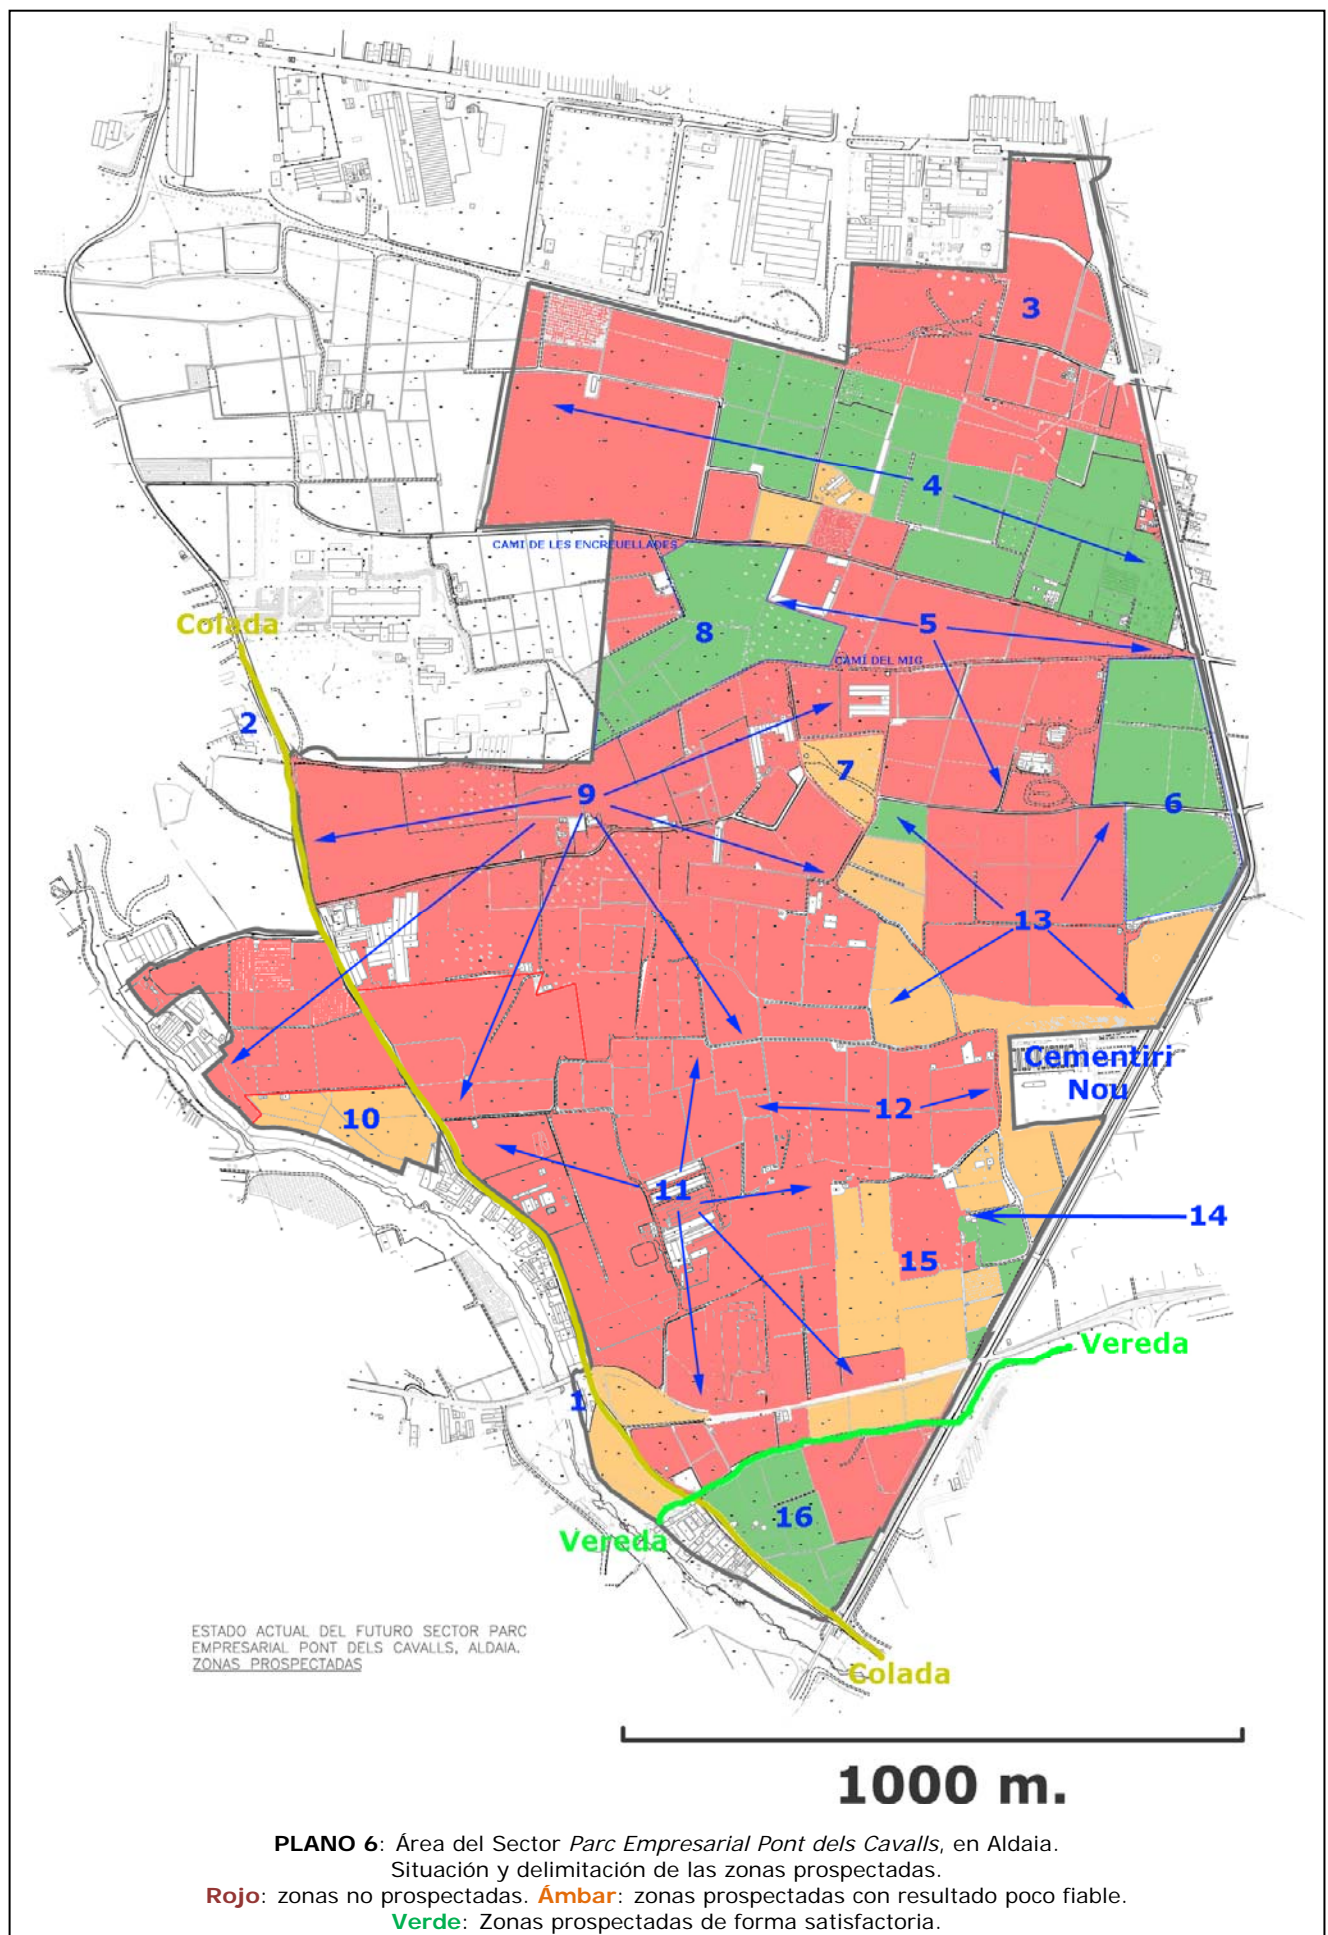 3
4
CAMI DE LES ENCREUELLADES
Colada
8
5
CAMI DEL MIG
2
7
9
6
13
Cementiri
Nou
10
12
11
14
15
Vereda
1
16
Vereda
ESTADO ACTUAL DEL FUTURO SECTOR PARC
EMPRESARIAL PONT DELS CAVALLS, ALDAIA.
ZONAS PROSPECTADAS
Colada
1000 m.
PLANO 6: Área del Sector Parc Empresarial Pont dels Cavalls, en Aldaia.
Situación y delimitación de las zonas prospectadas.
Rojo: zonas no prospectadas. Ámbar: zonas prospectadas con resultado poco fiable.
Verde: Zonas prospectadas de forma satisfactoria.